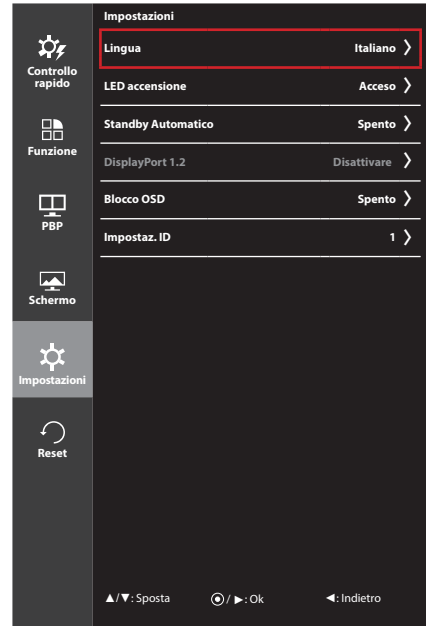 Impostazioni
Controllo
rapido
Funzione
PBP
Schermo
Impostazioni
Reset
Lingua Italiano
LED accensione Acceso
Standby Automatico Spento
DisplayPort 1.2 Disattivare
Blocco OSD Spento
Impostaz. ID 1
▲/▼: Sposta ◉/ ►: Ok ◄: Indietro